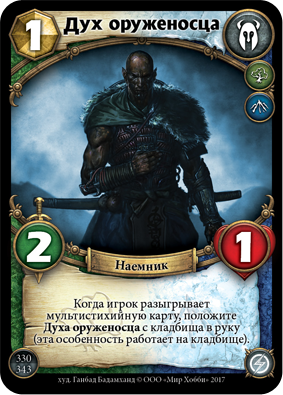 1
Дух оруженосца
2
1
Наемник
Когда игрок разыгрывает
мультистихийную карту, положите
Духа оруженосца с кладбища в руку
(эта особенность работает на кладбище).
330
343
худ. Ганбад Бадамханд © ООО «Мир Хобби» 2017